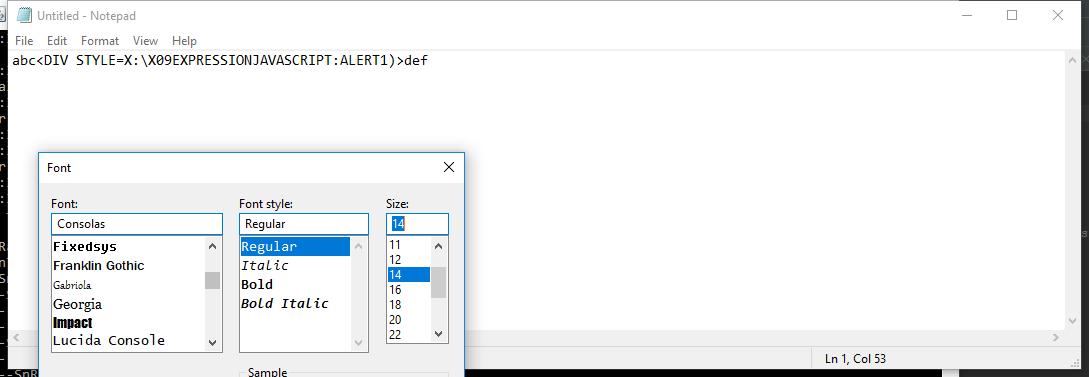 Untitled - Notepad
File Edit Format View Help
abc<DIV STYLE=X:\X09EXPRESSIONJAVASCRIPT:ALERT1)>def
Font
Font: Font style: Size:
Consolas Regular 14
Fixedsys
Franklin Gothic
Gabriola
Georgia
Impact
Lucida Console
Regular
Italic
Bold
Bold Italic
11
12
14
16
18
20
22
Sample
Ln 1, Col 53